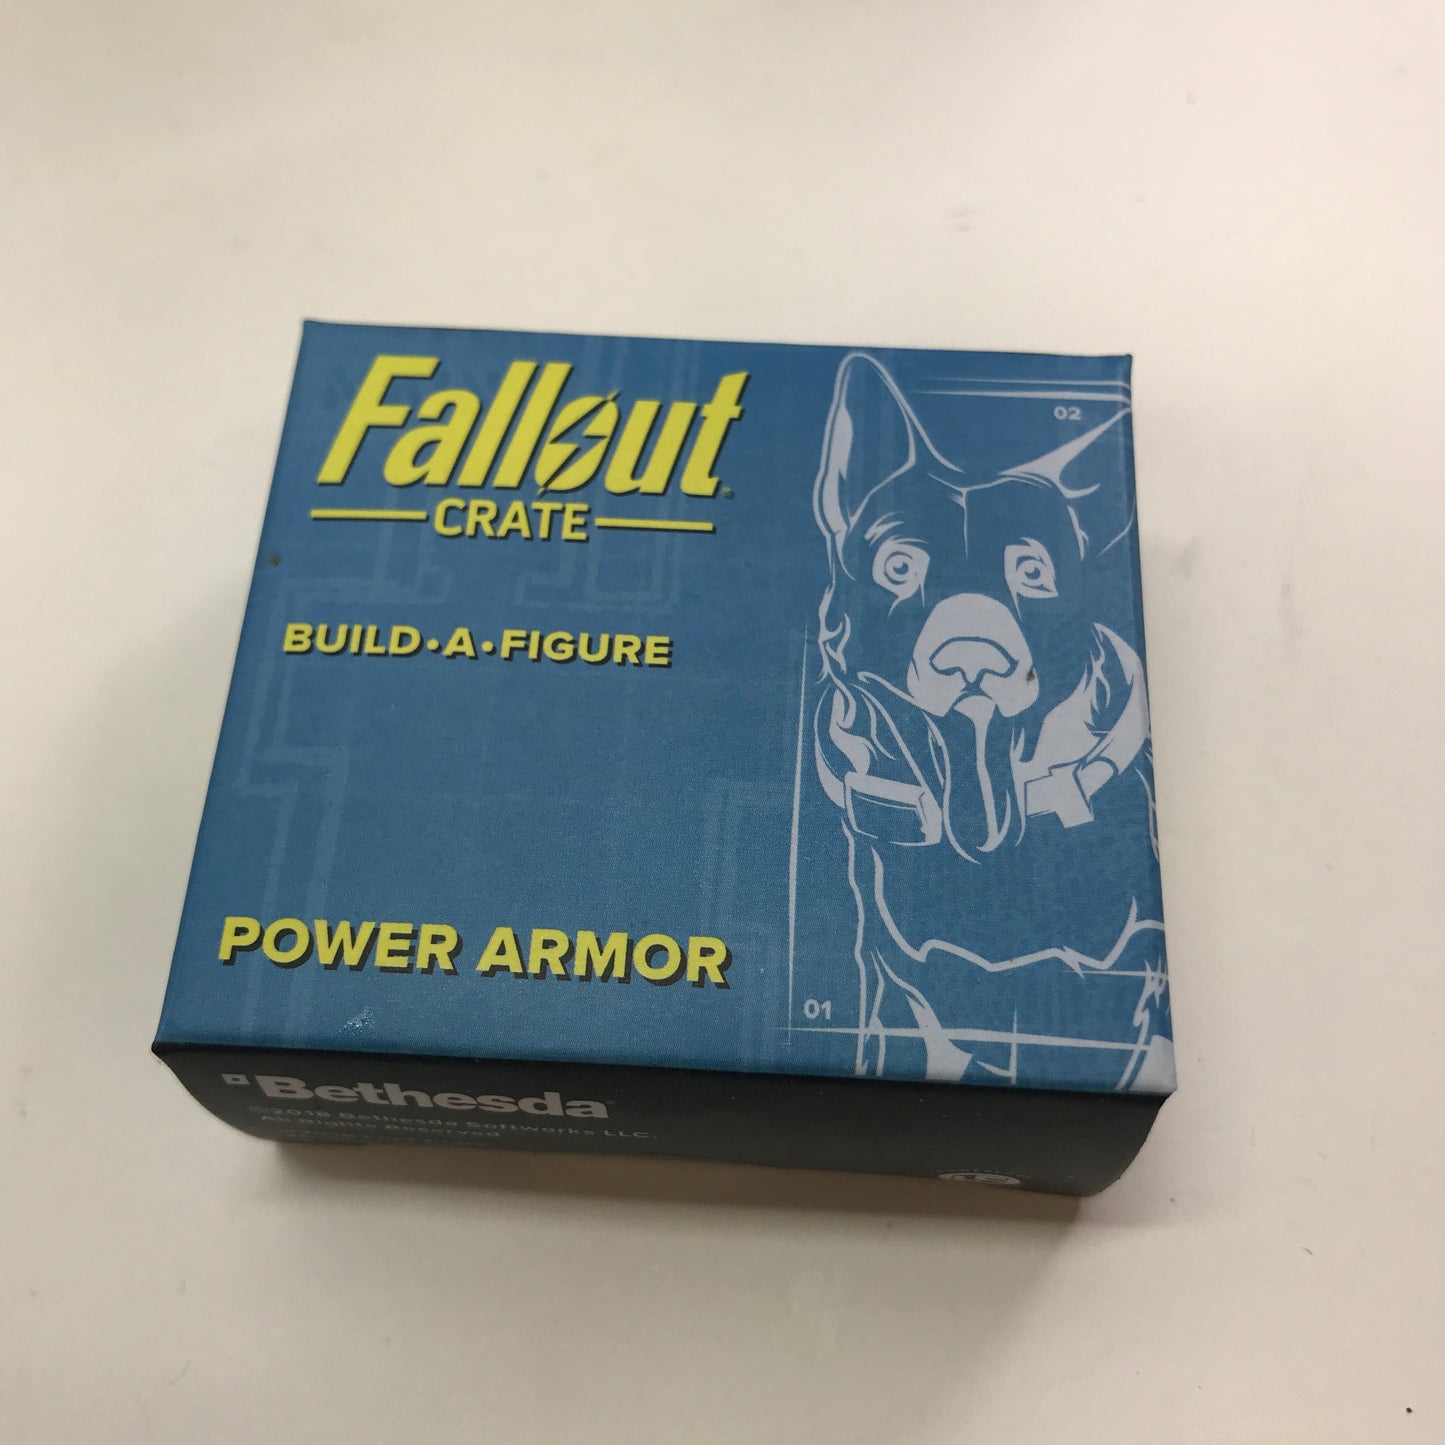 Fallout
CRATE
BUILD•A•FIGURE
POWER ARMOR
02
01
Bethesda
©2018 Bethesda Softworks LLC.
All Rights Reserved